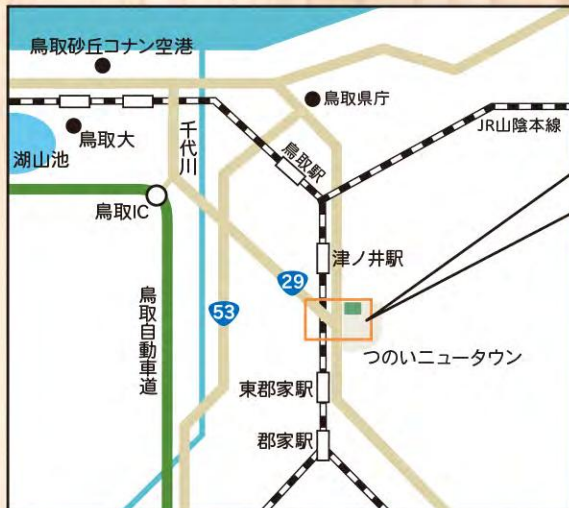 鳥取砂丘コナン空港
鳥取県庁
鳥取大
湖山池
千代川
鳥取駅
JR山陰本線
鳥取IC
津ノ井駅
29
53
鳥取自動車道
つのいニュータウン
東郡家駅
郡家駅